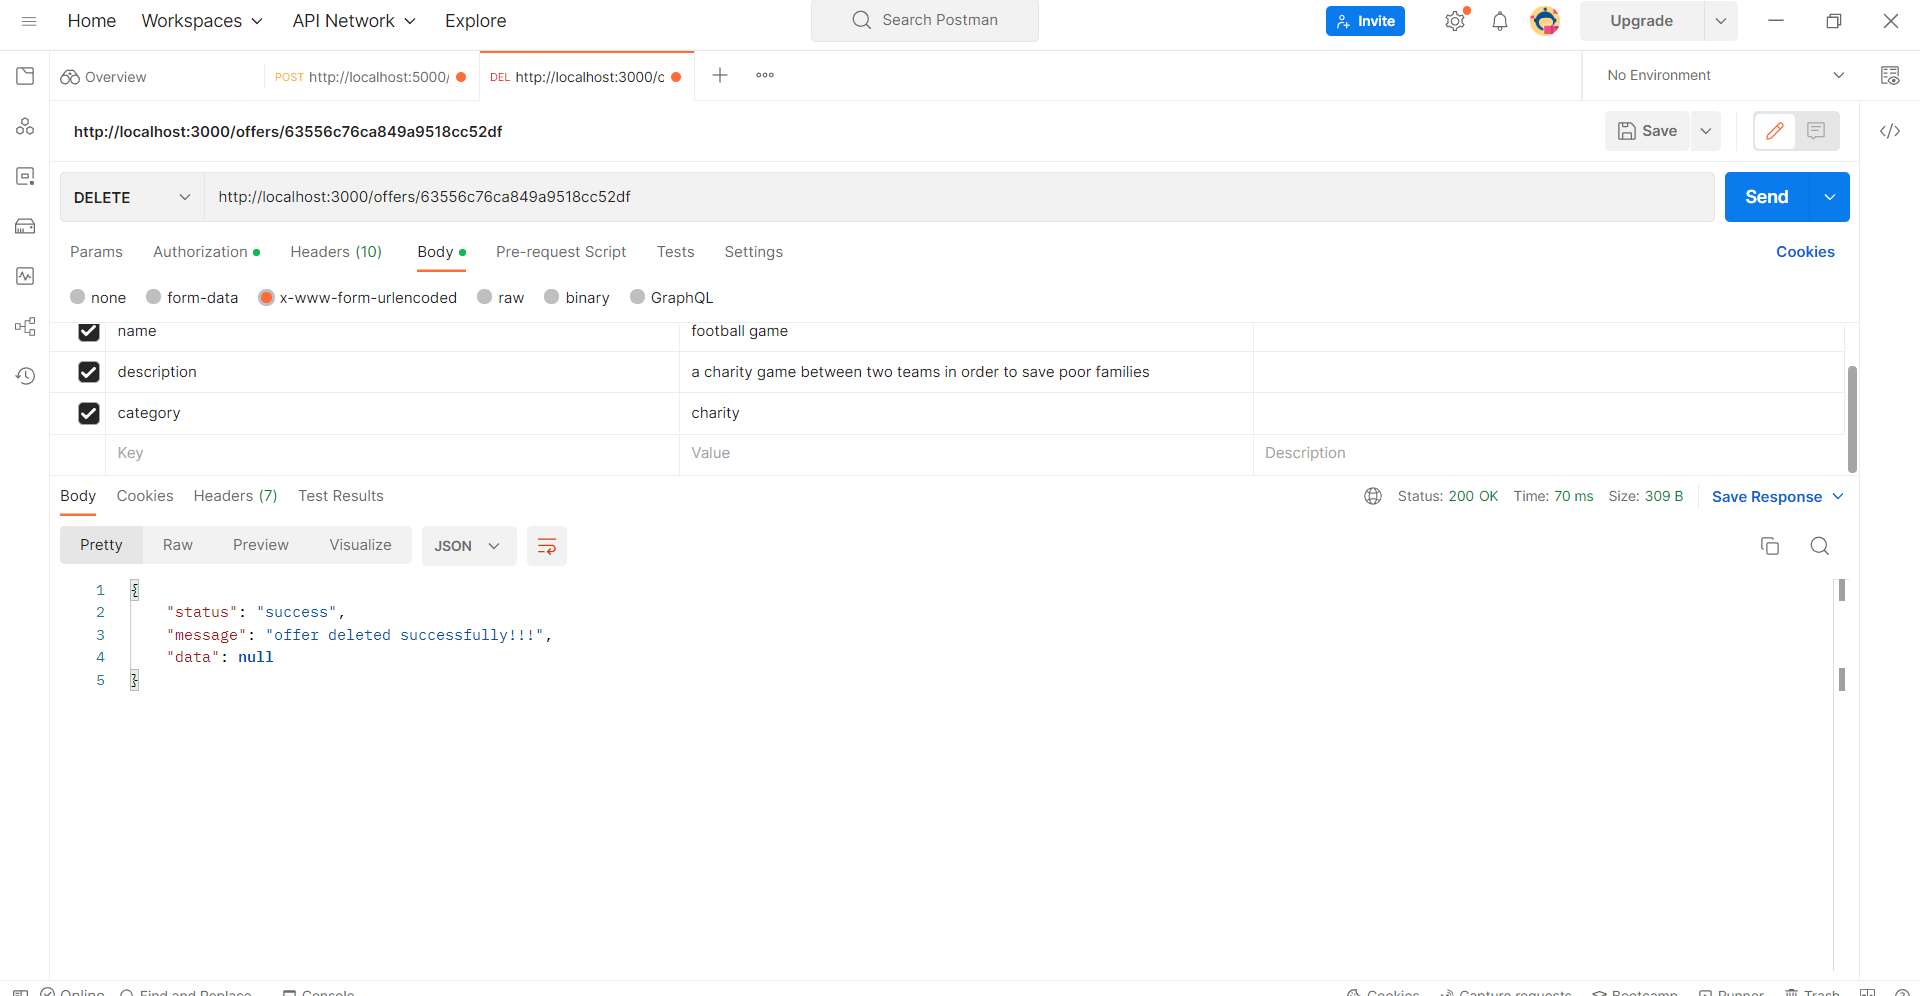 Home Workspaces API Network Explore Search Postman Invite Upgrade
Overview POST http://localhost:5000/ DEL http://localhost:3000/c No Environment
http://localhost:3000/offers/63556c76ca849a9518cc52df Save
DELETE http://localhost:3000/offers/63556c76ca849a9518cc52df Send
Params Authorization Headers (10) Body Pre-request Script Tests Settings Cookies
none form-data x-www-form-urlencoded raw binary GraphQL
name football game
description a charity game between two teams in order to save poor families
category charity
Key Value Description
Body Cookies Headers (7) Test Results Status: 200 OK Time: 70 ms Size: 309 B Save Response
Pretty Raw Preview Visualize JSON
1 {
2 "status": "success",
3 "message": "offer deleted successfully!!!",
4 "data": null
5 }
Online Find and Replace Console Cookies Capture requests Bootcamp Runner Trash